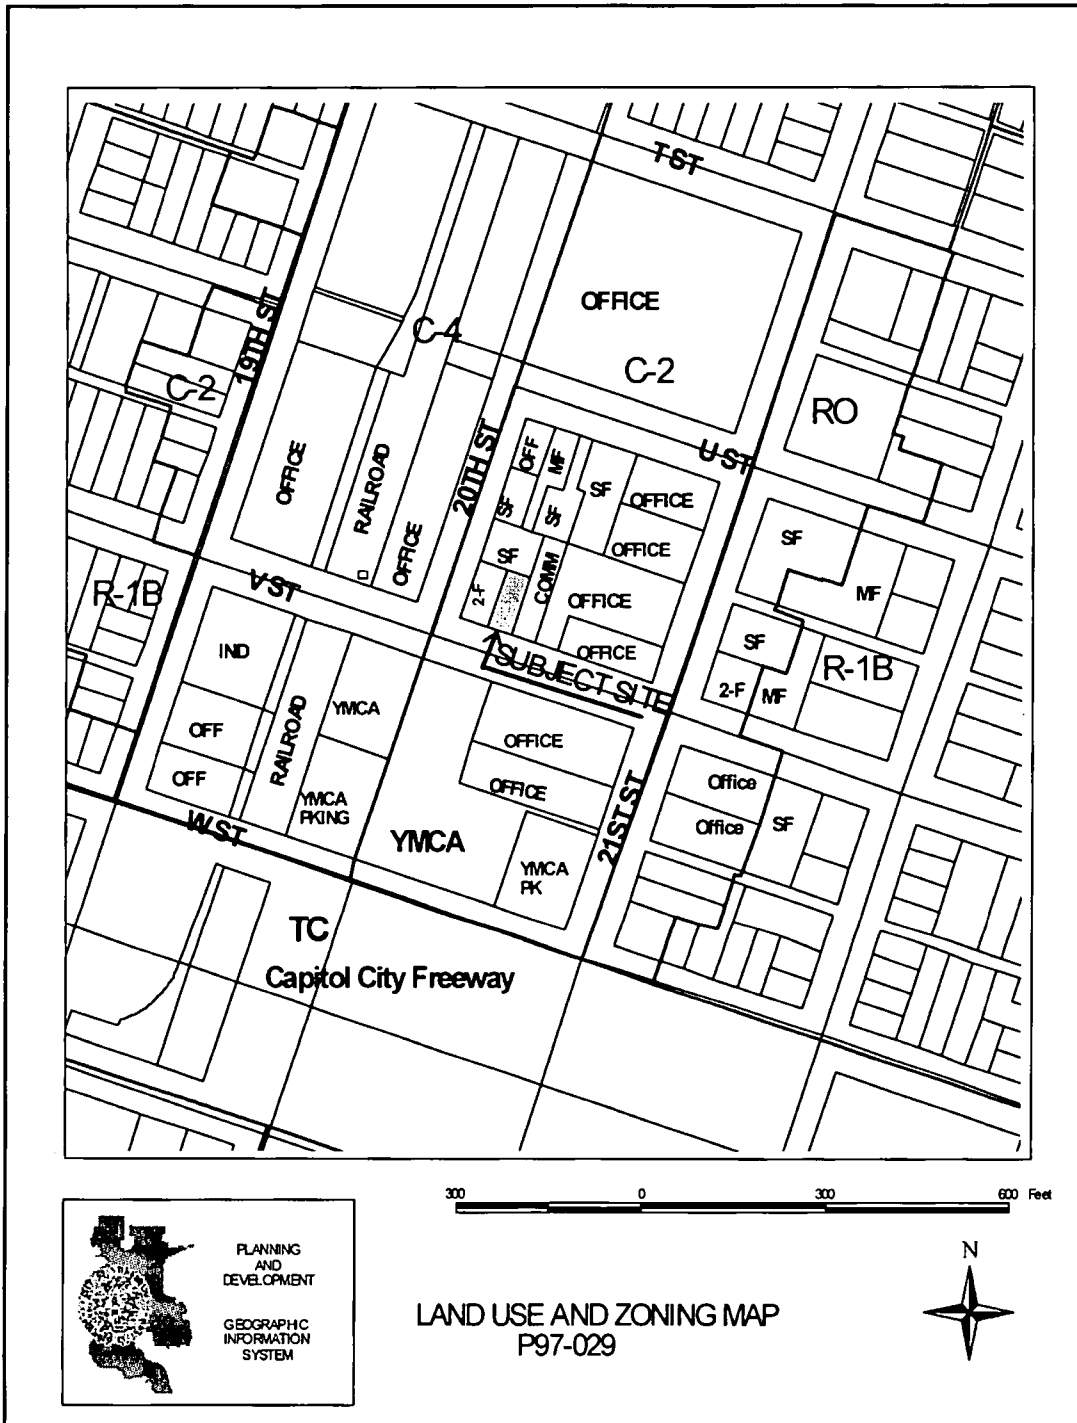 T ST
OFFICE
C-4
C-2
19TH ST
C-2
RO
20TH ST
U ST
OFF
MF
SF
OFFICE
OFFICE
RAILROAD
OFFICE
SF
SF
OFFICE
SF
SF
MF
SF
COMM
2-F
OFFICE
OFFICE
V ST
R-1B
SUBJECT SITE
IND
SF
R-1B
2-F
MF
YMCA
RAILROAD
OFF
OFFICE
OFF
OFFICE
Office
YMCA
PKING
Office
SF
W ST
YMCA
21ST ST
YMCA
PK
TC
Capitol City Freeway
300 0 300 600 Feet
PLANNING
AND
DEVELOPMENT
GEOGRAPHIC
INFORMATION
SYSTEM
LAND USE AND ZONING MAP
P97-029
N